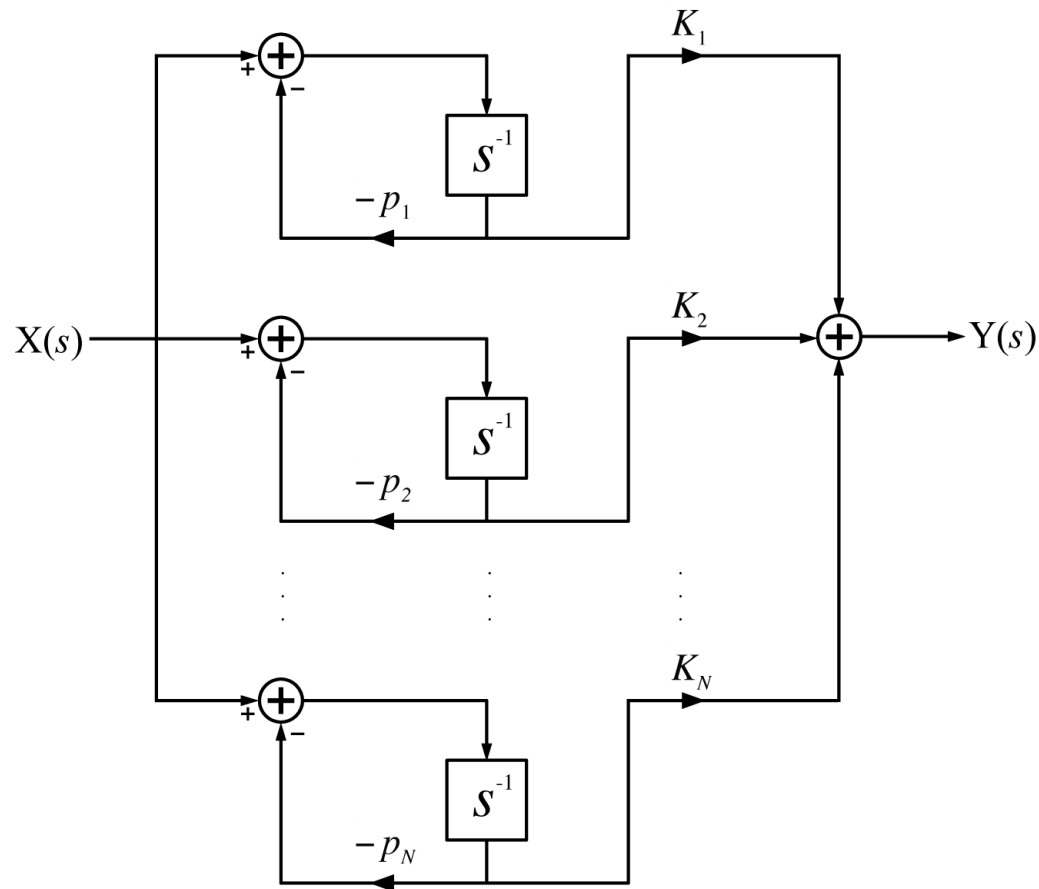 K₁
+ −
s⁻¹
−p₁
X(s)
K₂
Y(s)
+ −
s⁻¹
−p₂
K_N
+ −
s⁻¹
−p_N